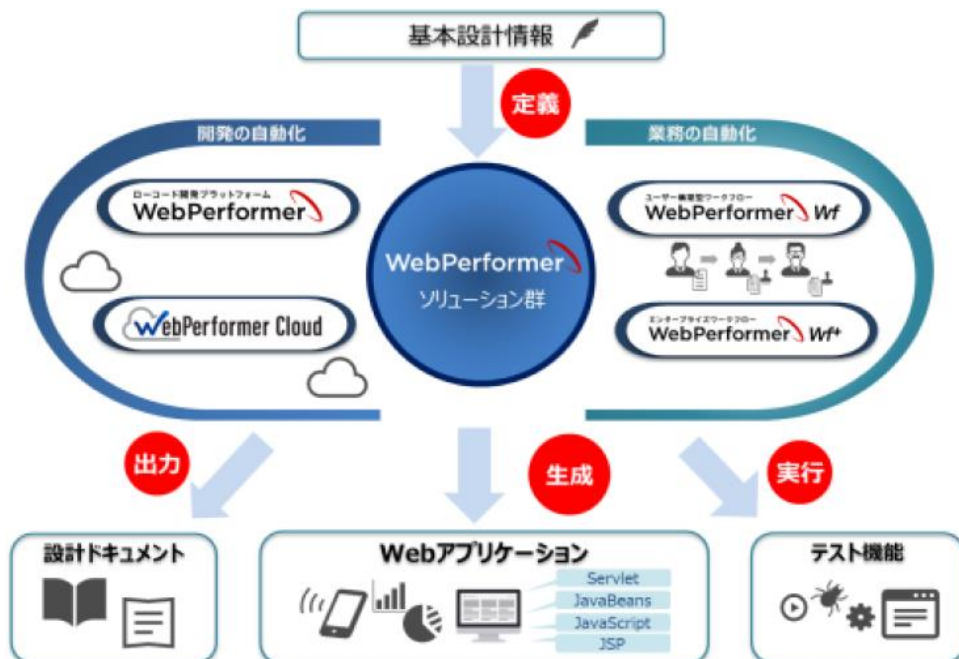 基本設計情報
定義
開発の自動化
業務の自動化
ローコード開発プラットフォーム
WebPerformer
ユーザー構築型ワークフロー
WebPerformer Wf
WebPerformer
ソリューション群
WebPerformer Cloud
エンタープライズワークフロー
WebPerformer Wf+
出力
生成
実行
設計ドキュメント
Webアプリケーション
Servlet
JavaBeans
JavaScript
JSP
テスト機能